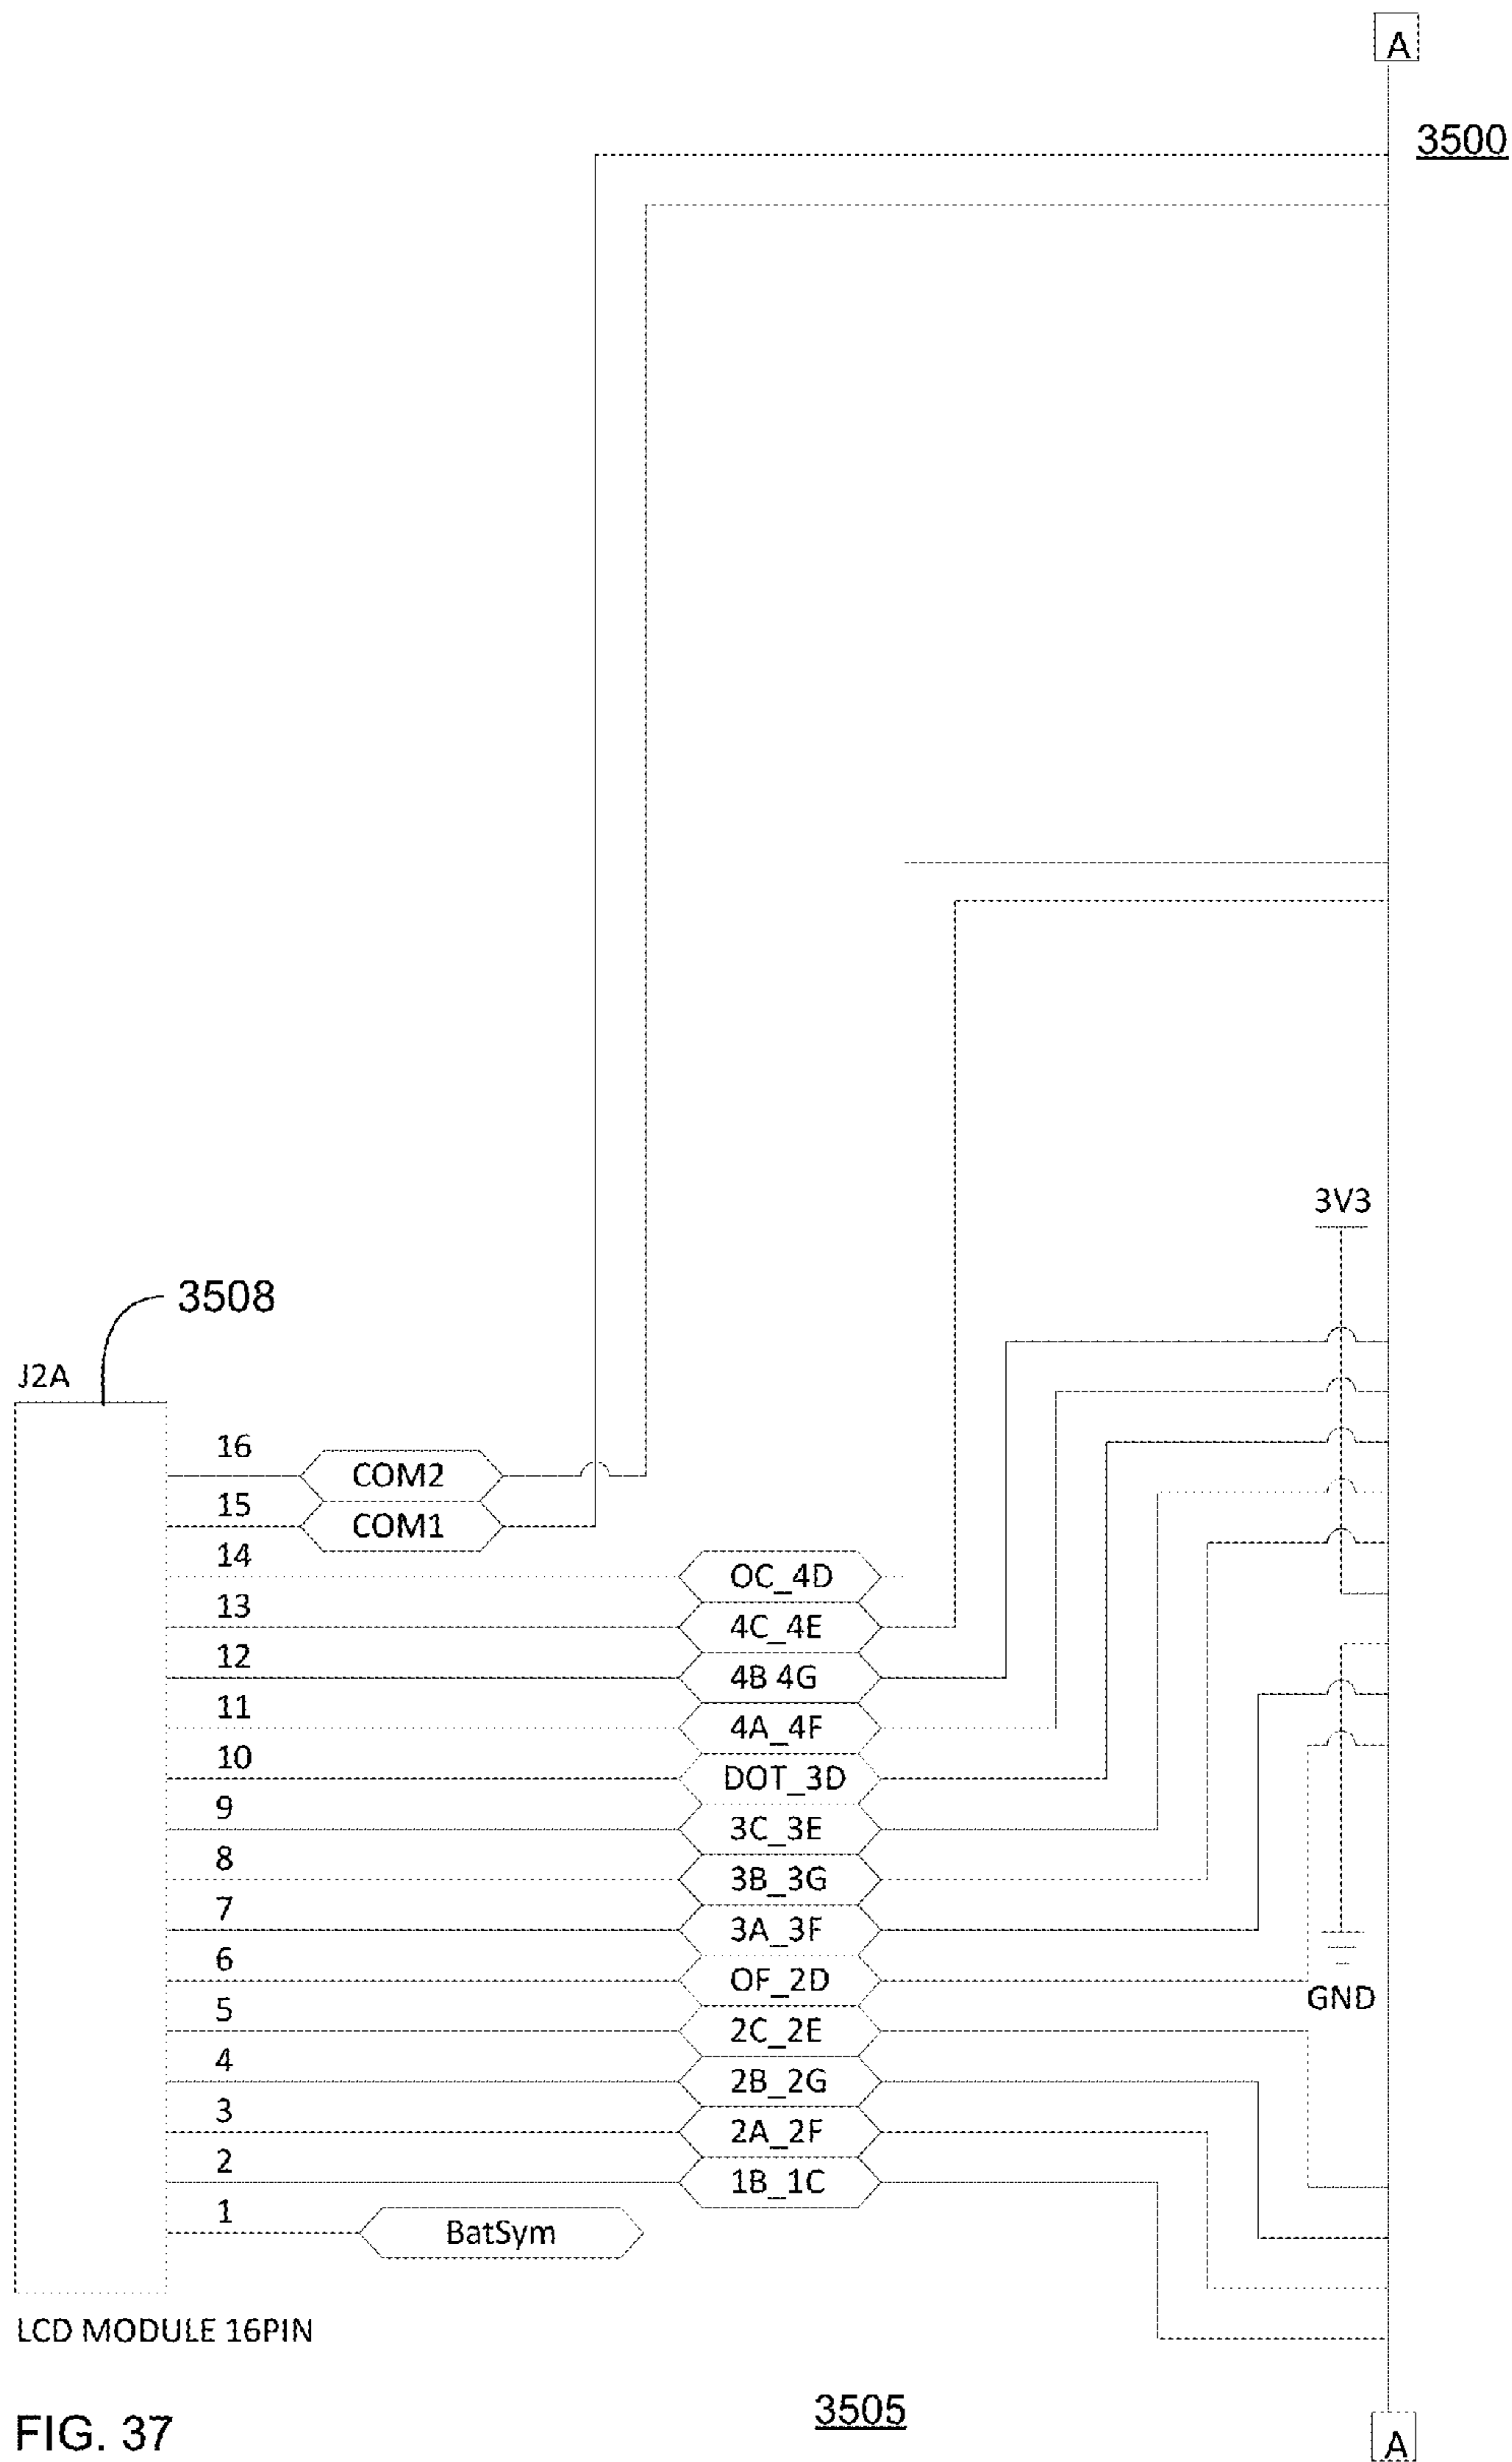 A
3500
3V3
3508
J2A
16 COM2
15 COM1
14 OC_4D
13 4C_4E
12 4B 4G
11 4A_4F
10 DOT_3D
9 3C_3E
8 3B_3G
7 3A_3F
6 OF_2D
GND
5 2C_2E
4 2B_2G
3 2A_2F
2 1B_1C
1 BatSym
LCD MODULE 16PIN
3505
FIG. 37
A